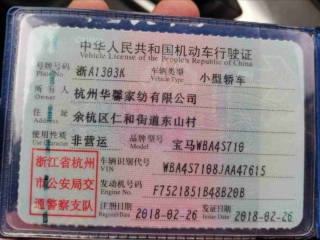 中华人民共和国机动车行驶证
Vehicle License of the People's Republic of China
号牌号码 浙A1303K 车辆类型 小型轿车
Plate No. Vehicle Type
所有人 杭州华馨家纺有限公司
Owner
住址 余杭区仁和街道东山村
Address
使用性质 非营运 品牌型号 宝马WBA4S710
Use Character Model
浙江省杭州 车辆识别代号 WBA4S7108JAA47615
VIN
市公安局交 发动机号码 F7521851B48B20B
Engine No.
通警察支队 注册日期 2018-02-26 发证日期 2018-02-26
Register Date Issue Date